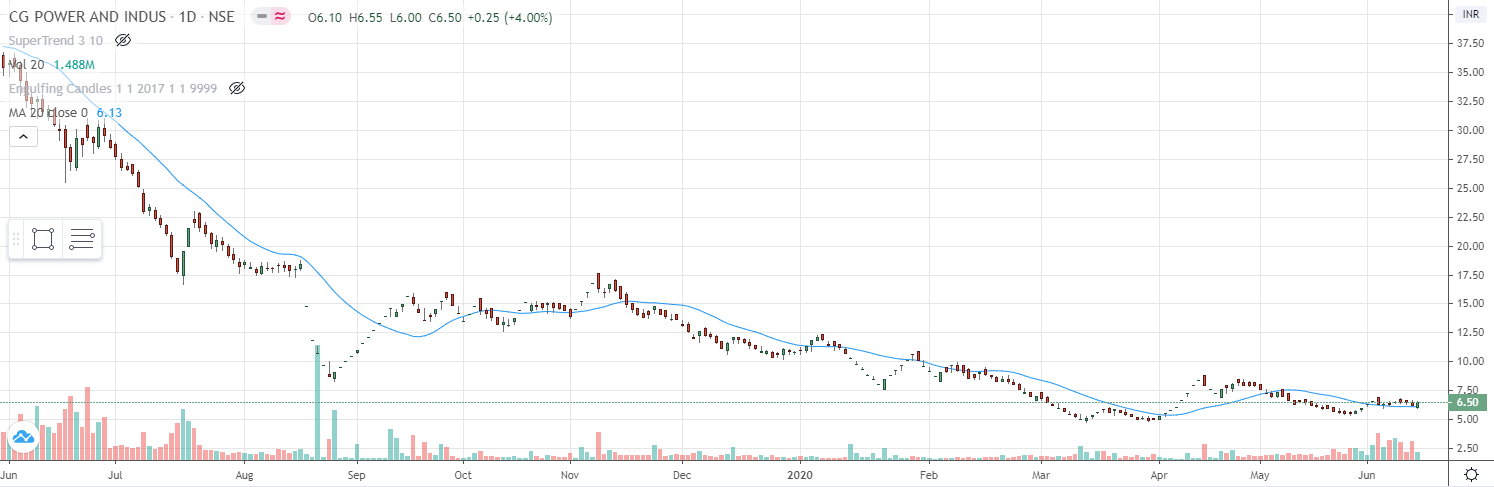 CG POWER AND INDUS · 1D · NSE O6.10 H6.55 L6.00 C6.50 +0.25 (+4.00%)
INR
SuperTrend 3 10
Vol 20 1.488M
Engulfing Candles 1 1 2017 1 1 9999
MA 20 close 0 6.13
37.50
35.00
32.50
30.00
27.50
25.00
22.50
20.00
17.50
15.00
12.50
10.00
7.50
6.50
5.00
2.50
Jun Jul Aug Sep Oct Nov Dec 2020 Feb Mar Apr May Jun